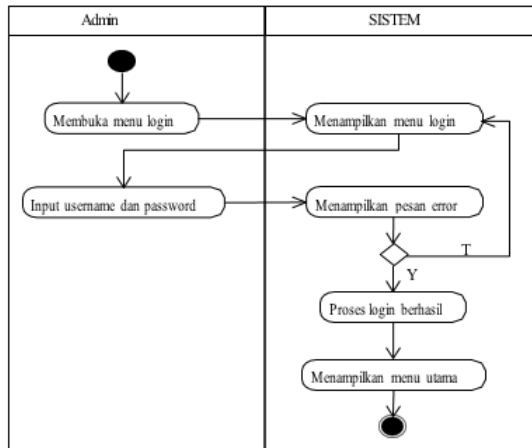 Admin
SISTEM
Membuka menu login
Menampilkan menu login
Input username dan password
Menampilkan pesan error
T
Y
Proses login berhasil
Menampilkan menu utama